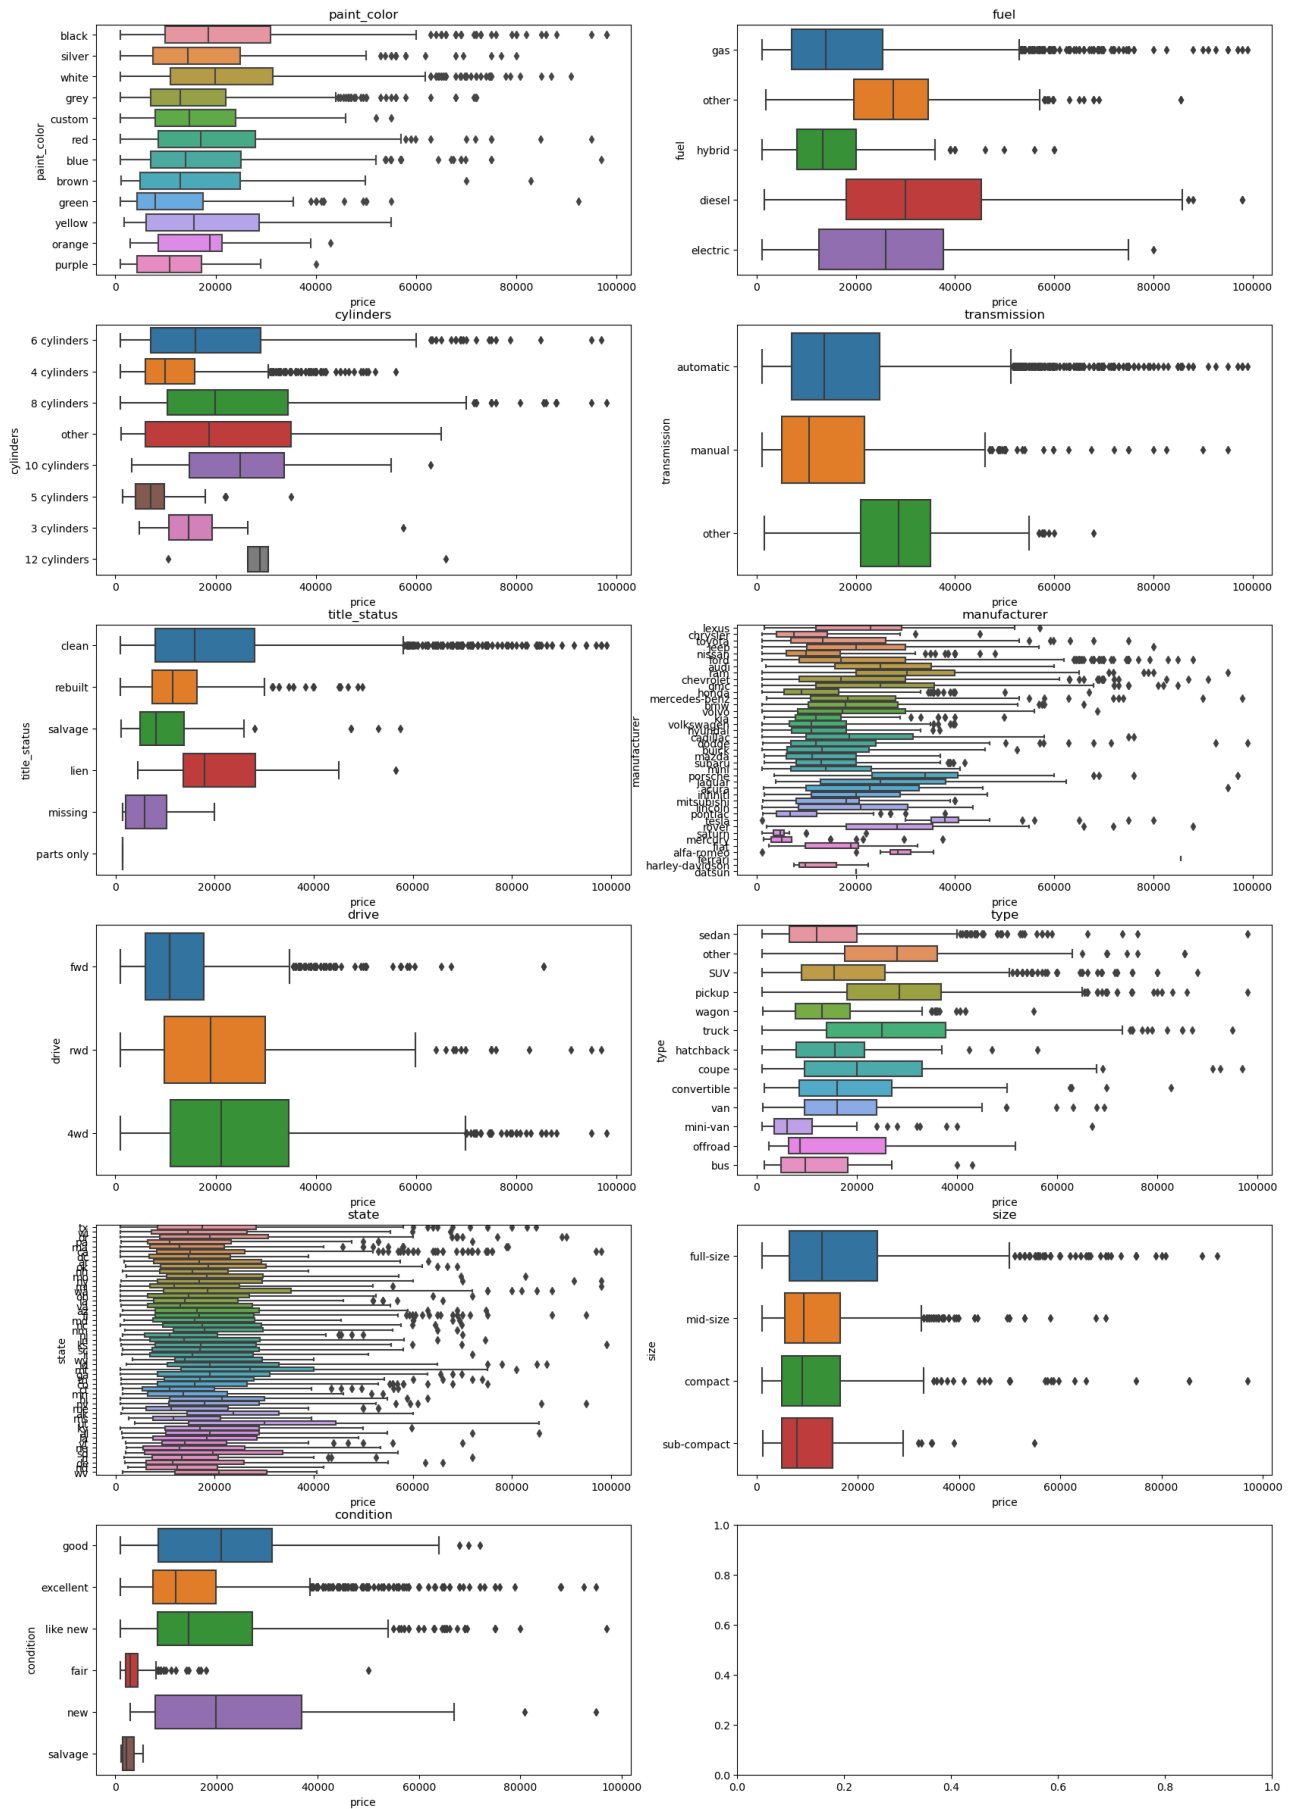 paint_color
black
silver
white
grey
custom
red
blue
brown
green
yellow
orange
purple
paint_color
0 20000 40000 60000 80000 100000
price
fuel
gas
other
hybrid
diesel
electric
fuel
0 20000 40000 60000 80000 100000
price
cylinders
6 cylinders
4 cylinders
8 cylinders
other
10 cylinders
5 cylinders
3 cylinders
12 cylinders
cylinders
0 20000 40000 60000 80000 100000
price
transmission
automatic
manual
other
transmission
0 20000 40000 60000 80000 100000
price
title_status
clean
rebuilt
salvage
lien
missing
parts only
title_status
0 20000 40000 60000 80000 100000
price
manufacturer
lexus
chrysler
toyota
jeep
nissan
ford
audi
ram
chevrolet
gmc
honda
mercedes-benz
bmw
volvo
kia
volkswagen
hyundai
cadillac
dodge
buick
mazda
subaru
mini
porsche
jaguar
acura
infiniti
mitsubishi
lincoln
pontiac
tesla
rover
saturn
mercury
fiat
alfa-romeo
ferrari
harley-davidson
datsun
manufacturer
0 20000 40000 60000 80000 100000
price
drive
fwd
rwd
4wd
drive
0 20000 40000 60000 80000 100000
price
type
sedan
other
SUV
pickup
wagon
truck
hatchback
coupe
convertible
van
mini-van
offroad
bus
type
0 20000 40000 60000 80000 100000
price
state
tx
wv
state
0 20000 40000 60000 80000 100000
price
size
full-size
mid-size
compact
sub-compact
size
0 20000 40000 60000 80000 100000
price
condition
good
excellent
like new
fair
new
salvage
condition
0 20000 40000 60000 80000 100000
price
1.0
0.8
0.6
0.4
0.2
0.0
0.0 0.2 0.4 0.6 0.8 1.0